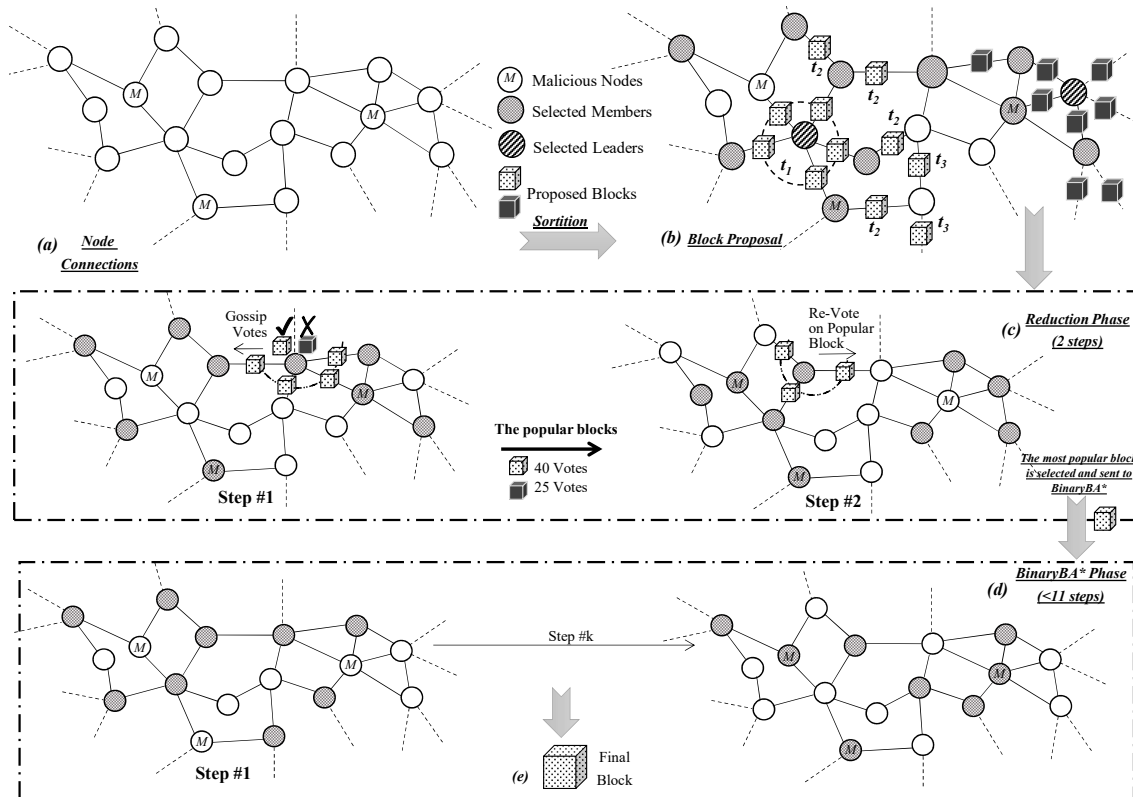 M
M
M
M Malicious Nodes
Selected Members
Selected Leaders
Proposed Blocks
Sortition
(a) Node
Connections
t2
t2
t2
t1
t2
t3
t3
M
M
M
(b) Block Proposal
(c) Reduction Phase
(2 steps)
Gossip
Votes
M
M
M
Step #1
The popular blocks
40 Votes
25 Votes
Re-Vote
on Popular
Block
M
M
M
Step #2
The most popular block
is selected and sent to
BinaryBA*
(d) BinaryBA* Phase
(<11 steps)
M
M
M
Step #1
Step #k
M
M
M
(e) Final
Block